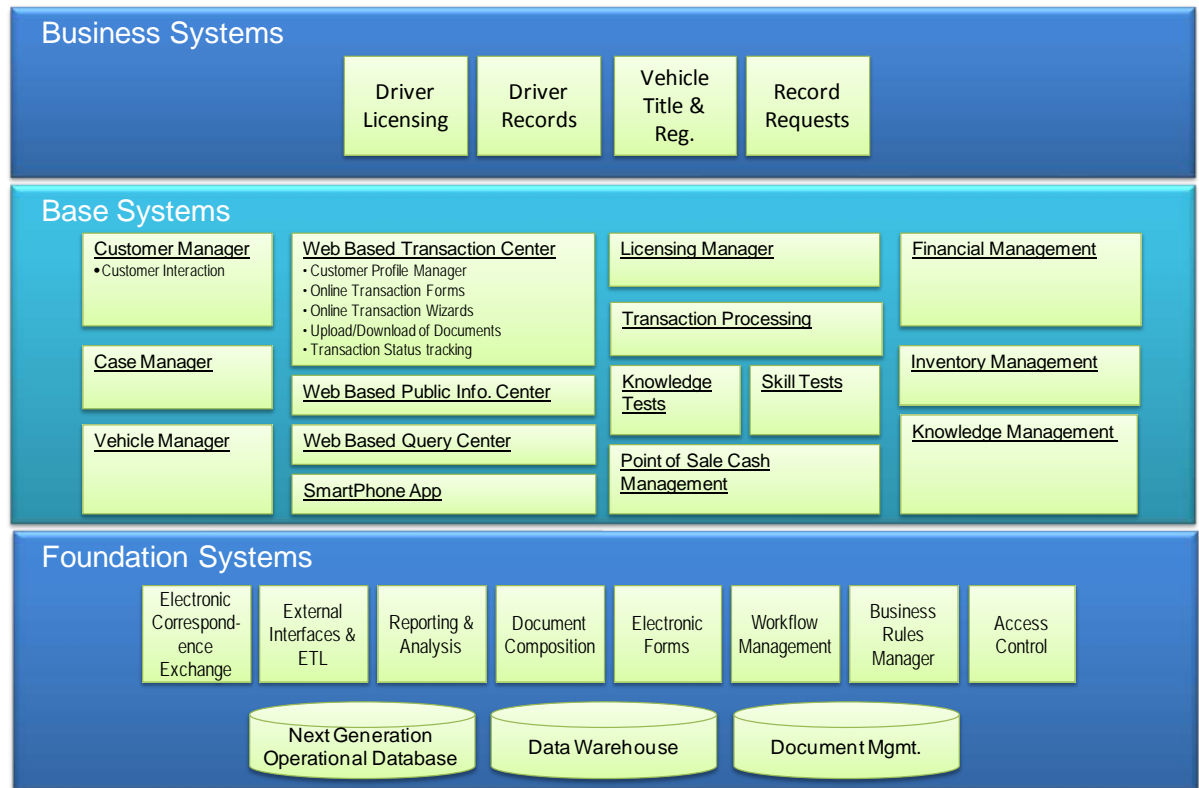 Business Systems
Driver
Licensing
Driver
Records
Vehicle
Title &
Reg.
Record
Requests
Base Systems
Customer Manager
• Customer Interaction
Case Manager
Vehicle Manager
Web Based Transaction Center
• Customer Profile Manager
• Online Transaction Forms
• Online Transaction Wizards
• Upload/Download of Documents
• Transaction Status tracking
Web Based Public Info. Center
Web Based Query Center
SmartPhone App
Licensing Manager
Transaction Processing
Knowledge
Tests
Skill Tests
Point of Sale Cash
Management
Financial Management
Inventory Management
Knowledge Management
Foundation Systems
Electronic
Correspond-
ence
Exchange
External
Interfaces &
ETL
Reporting &
Analysis
Document
Composition
Electronic
Forms
Workflow
Management
Business
Rules
Manager
Access
Control
Next Generation
Operational Database
Data Warehouse
Document Mgmt.